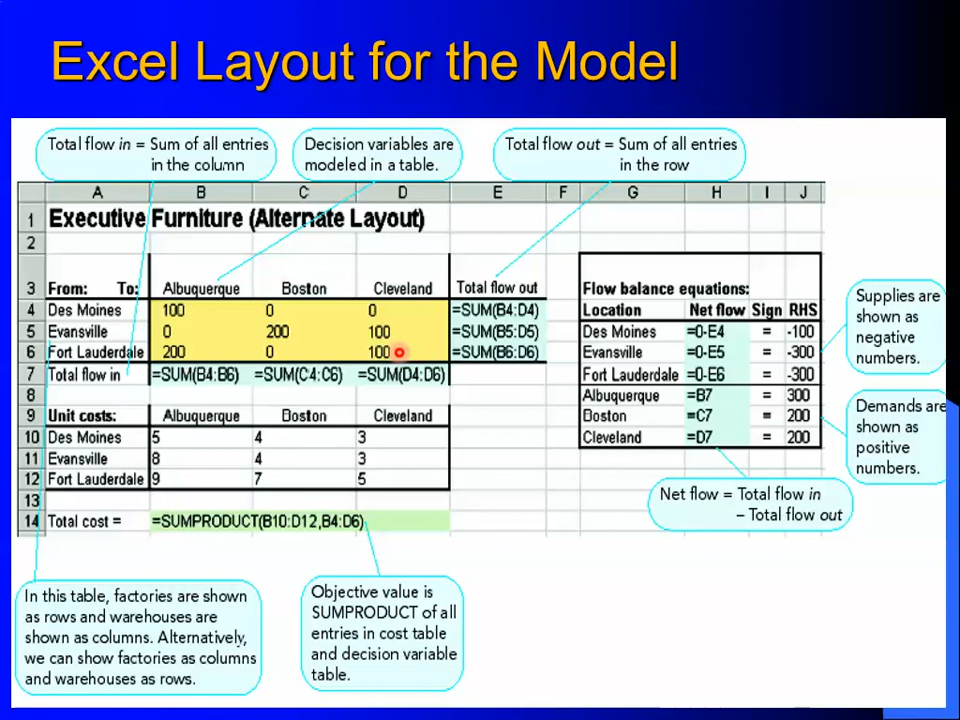 Excel Layout for the Model
Total flow in = Sum of all entries
in the column
Decision variables are
modeled in a table.
Total flow out = Sum of all entries
in the row
A B C D E F G H I J
1 Executive Furniture (Alternate Layout)
2
3 From: To: Albuquerque Boston Cleveland Total flow out Flow balance equations:
4 Des Moines 100 0 0 =SUM(B4:D4) Location Net flow Sign RHS
5 Evansville 0 200 100 =SUM(B5:D5) Des Moines =0-E4 = -100
6 Fort Lauderdale 200 0 100 =SUM(B6:D6) Evansville =0-E5 = -300
7 Total flow in =SUM(B4:B6) =SUM(C4:C6) =SUM(D4:D6) Fort Lauderdale =0-E6 = -300
8 Albuquerque =B7 = 300
9 Unit costs: Albuquerque Boston Cleveland Boston =C7 = 200
10 Des Moines 5 4 3 Cleveland =D7 = 200
11 Evansville 8 4 3
12 Fort Lauderdale 9 7 5
13
14 Total cost = =SUMPRODUCT(B10:D12,B4:D6)
Supplies are
shown as
negative
numbers.
Demands are
shown as
positive
numbers.
Net flow = Total flow in
– Total flow out
In this table, factories are shown
as rows and warehouses are
shown as columns. Alternatively,
we can show factories as columns
and warehouses as rows.
Objective value is
SUMPRODUCT of all
entries in cost table
and decision variable
table.